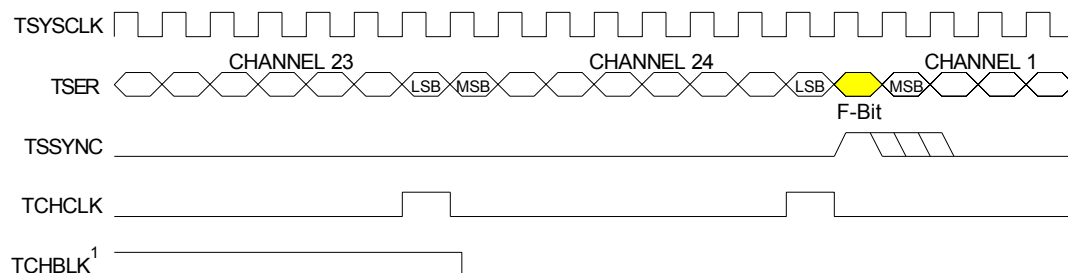 TSYSCLK
CHANNEL 23 CHANNEL 24 CHANNEL 1
TSER LSB MSB LSB MSB
F-Bit
TSSYNC
TCHCLK
TCHBLK¹